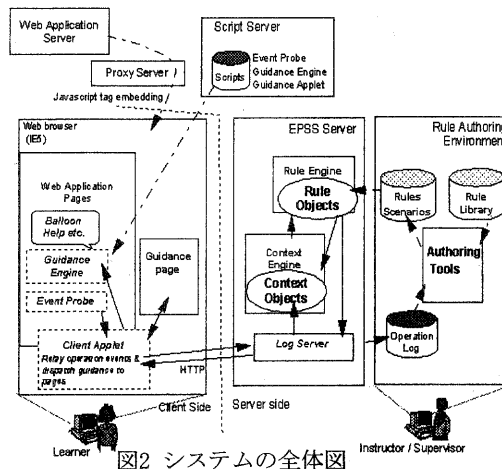 Web Application
Server
Proxy Server
Javascript tag embedding
Script Server
Scripts
Event Probe
Guidance Engine
Guidance Applet
Web browser
(IE5)
Web Application
Pages
Balloon
Help etc.
Guidance
Engine
Event Probe
Guidance
page
Client Applet
Relay operation events &
dispatch guidance to
pages
Client Side
HTTP
Learner
EPSS Server
Rule Engine
Rule
Objects
Context
Engine
Context
Objects
Log Server
Server side
Rule Authoring
Environment
Rules
Scenarios
Rule
Library
Authoring
Tools
Operation
Log
Instructor / Supervisor
図2 システムの全体図